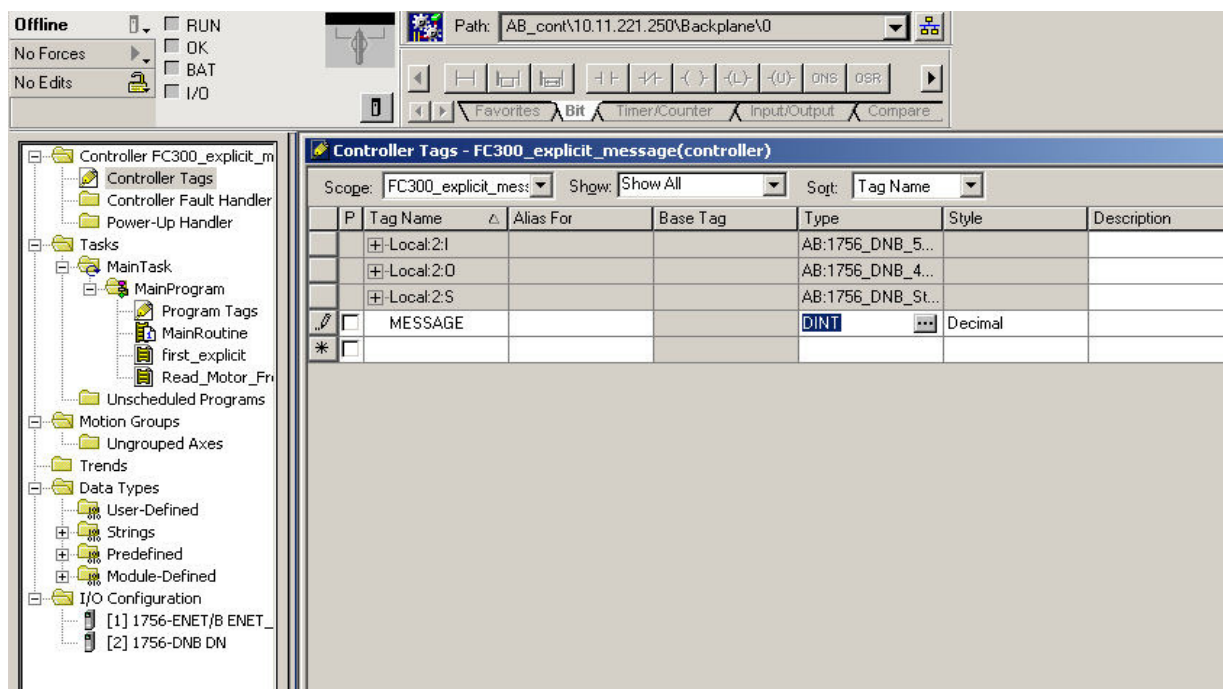 Offline
RUN
No Forces
OK
No Edits
BAT
I/O
Path: AB_cont\10.11.221.250\Backplane\0
ONS OSR
Favorites Bit Timer/Counter Input/Output Compare
Controller FC300_explicit_m
Controller Tags
Controller Fault Handler
Power-Up Handler
Tasks
MainTask
MainProgram
Program Tags
MainRoutine
first_explicit
Read_Motor_Fr
Unscheduled Programs
Motion Groups
Ungrouped Axes
Trends
Data Types
User-Defined
Strings
Predefined
Module-Defined
I/O Configuration
[1] 1756-ENET/B ENET_
[2] 1756-DNB DN
Controller Tags - FC300_explicit_message(controller)
Scope: FC300_explicit_mess Show: Show All Sort: Tag Name
P Tag Name Alias For Base Tag Type Style Description
Local:2:I AB:1756_DNB_5...
Local:2:O AB:1756_DNB_4...
Local:2:S AB:1756_DNB_St...
MESSAGE DINT ... Decimal